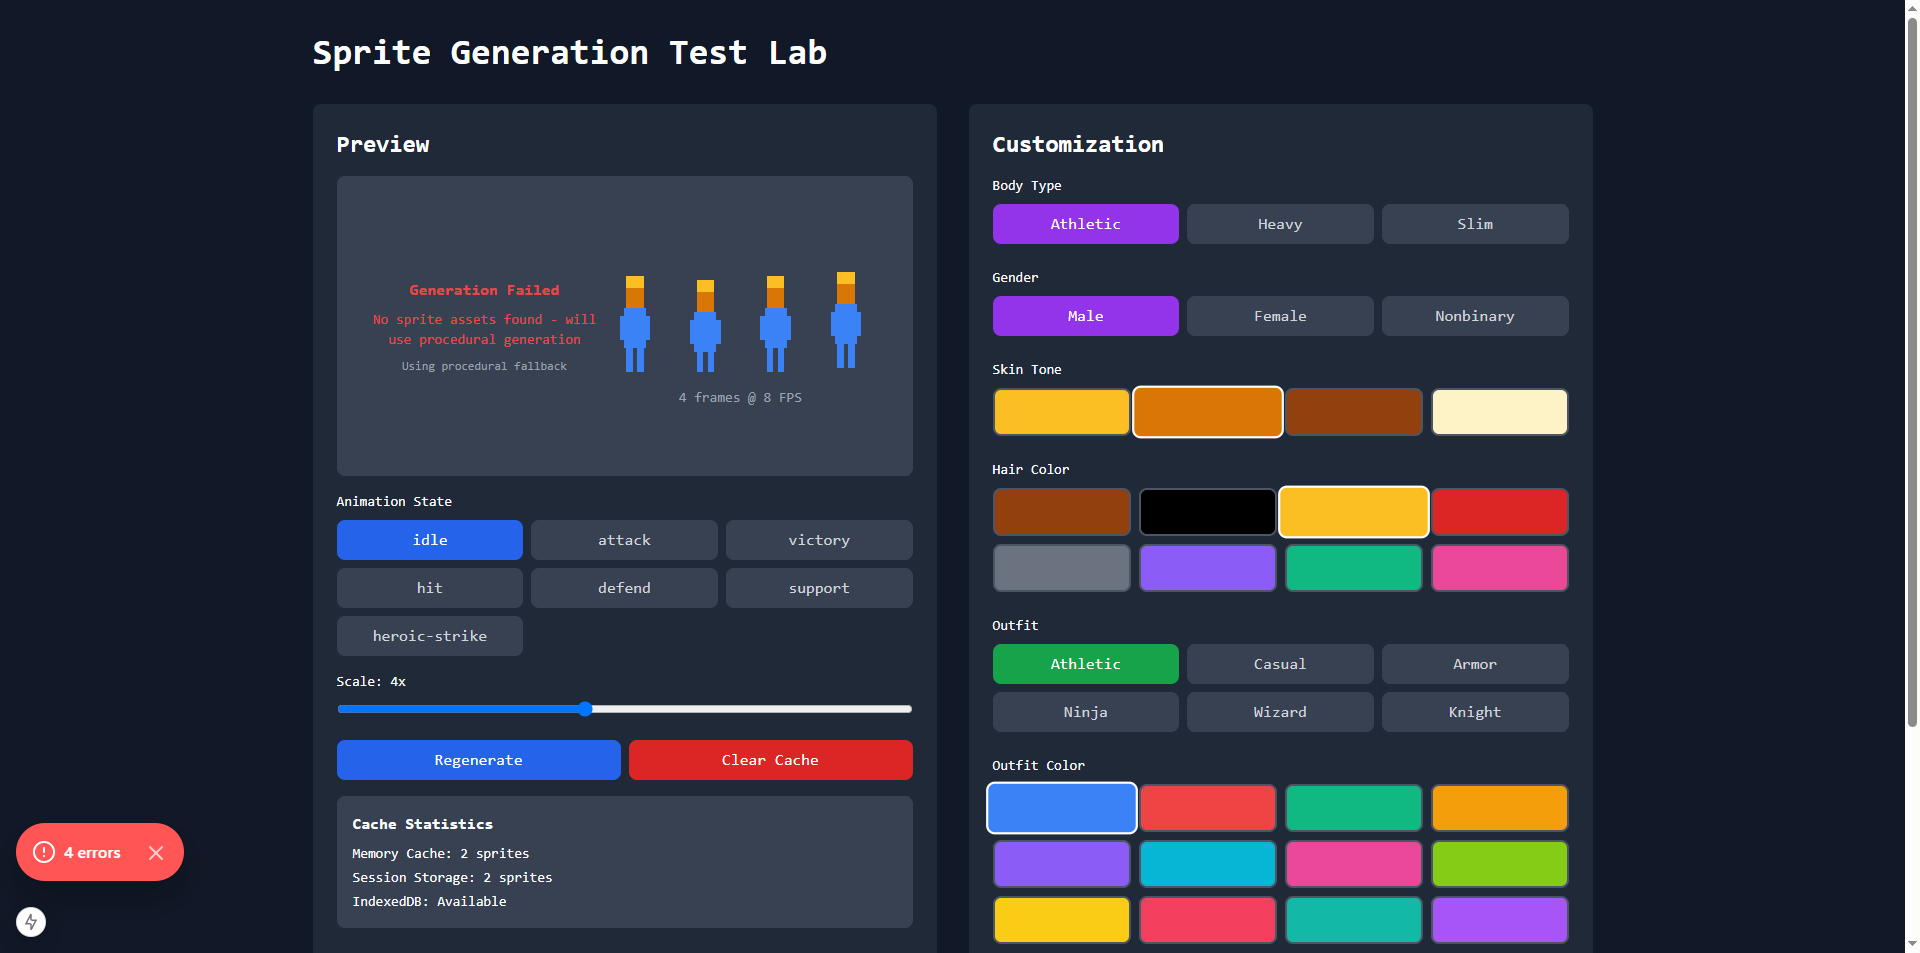 Sprite Generation Test Lab
Preview
Generation Failed
No sprite assets found - will
use procedural generation
Using procedural fallback
4 frames @ 8 FPS
Animation State
idle
attack
victory
hit
defend
support
heroic-strike
Scale: 4x
Regenerate
Clear Cache
Cache Statistics
Memory Cache: 2 sprites
Session Storage: 2 sprites
IndexedDB: Available
4 errors
Customization
Body Type
Athletic
Heavy
Slim
Gender
Male
Female
Nonbinary
Skin Tone
Hair Color
Outfit
Athletic
Casual
Armor
Ninja
Wizard
Knight
Outfit Color